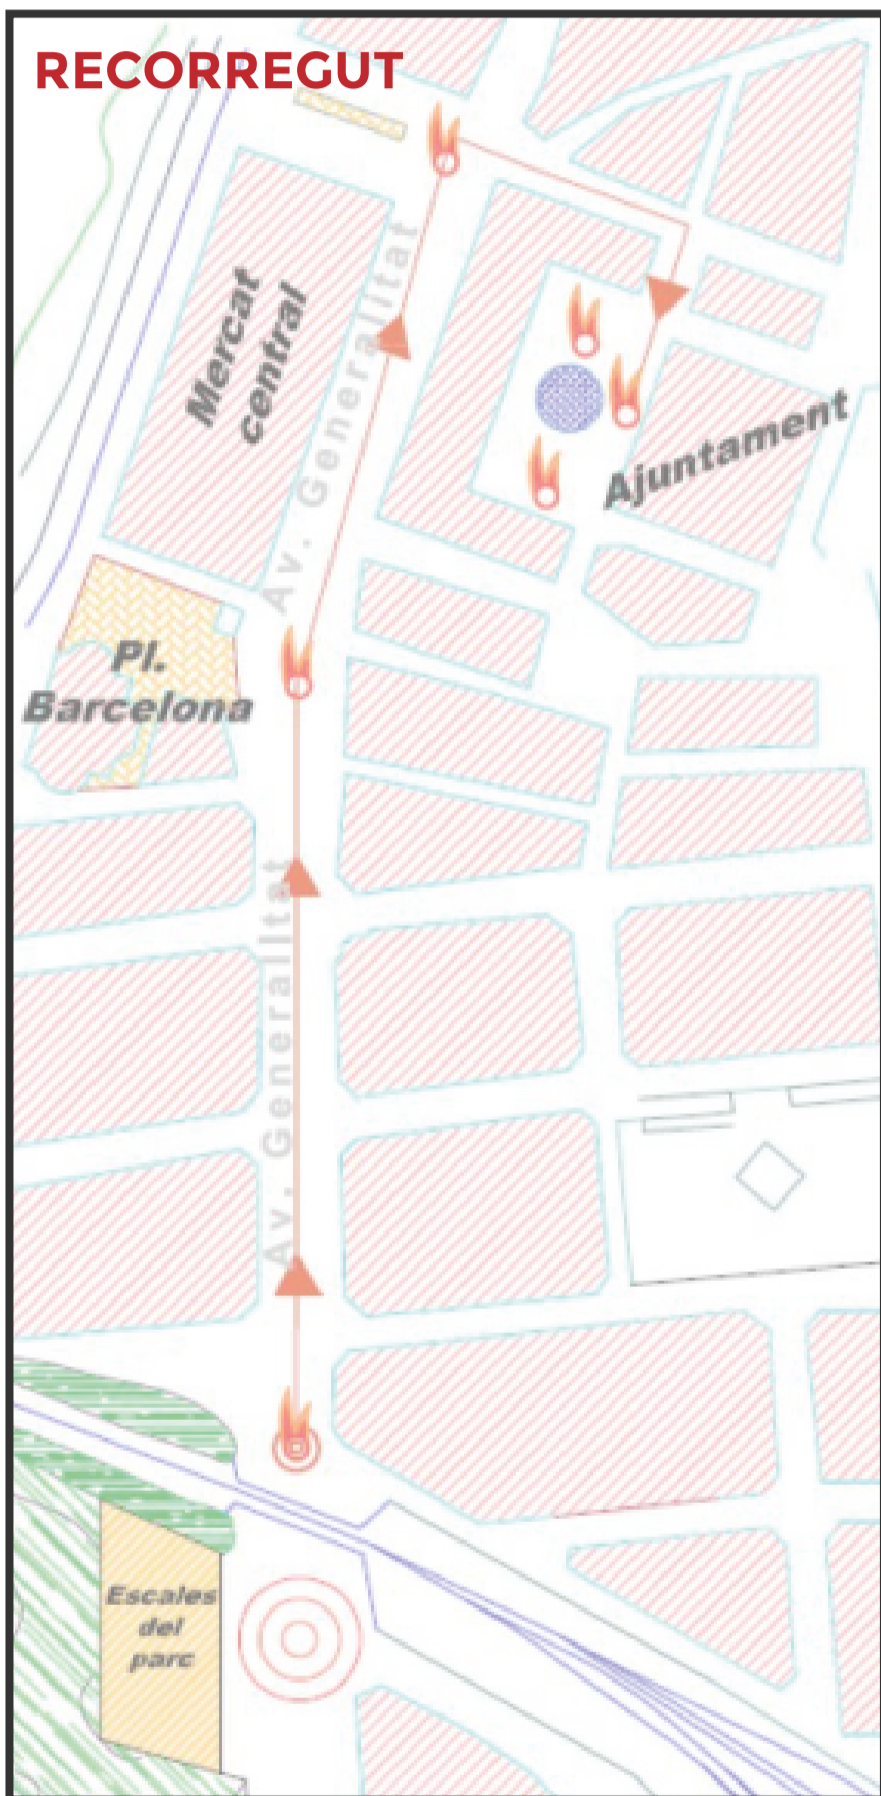 RECORREGUT
Mercat
central
Av. Generalitat
Ajuntament
Pl.
Barcelona
Av. Generalitat
Escales
del
parc